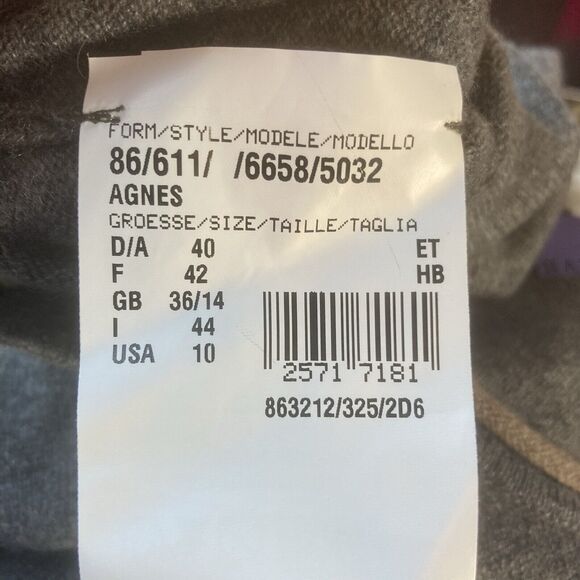 FORM/STYLE/MODELE/MODELLO
86/611/ /6658/5032
AGNES
GROESSE/SIZE/TAILLE/TAGLIA
D/A 40 ET
F 42 HB
GB 36/14
I 44
USA 10
2571 7181
863212/325/2D6